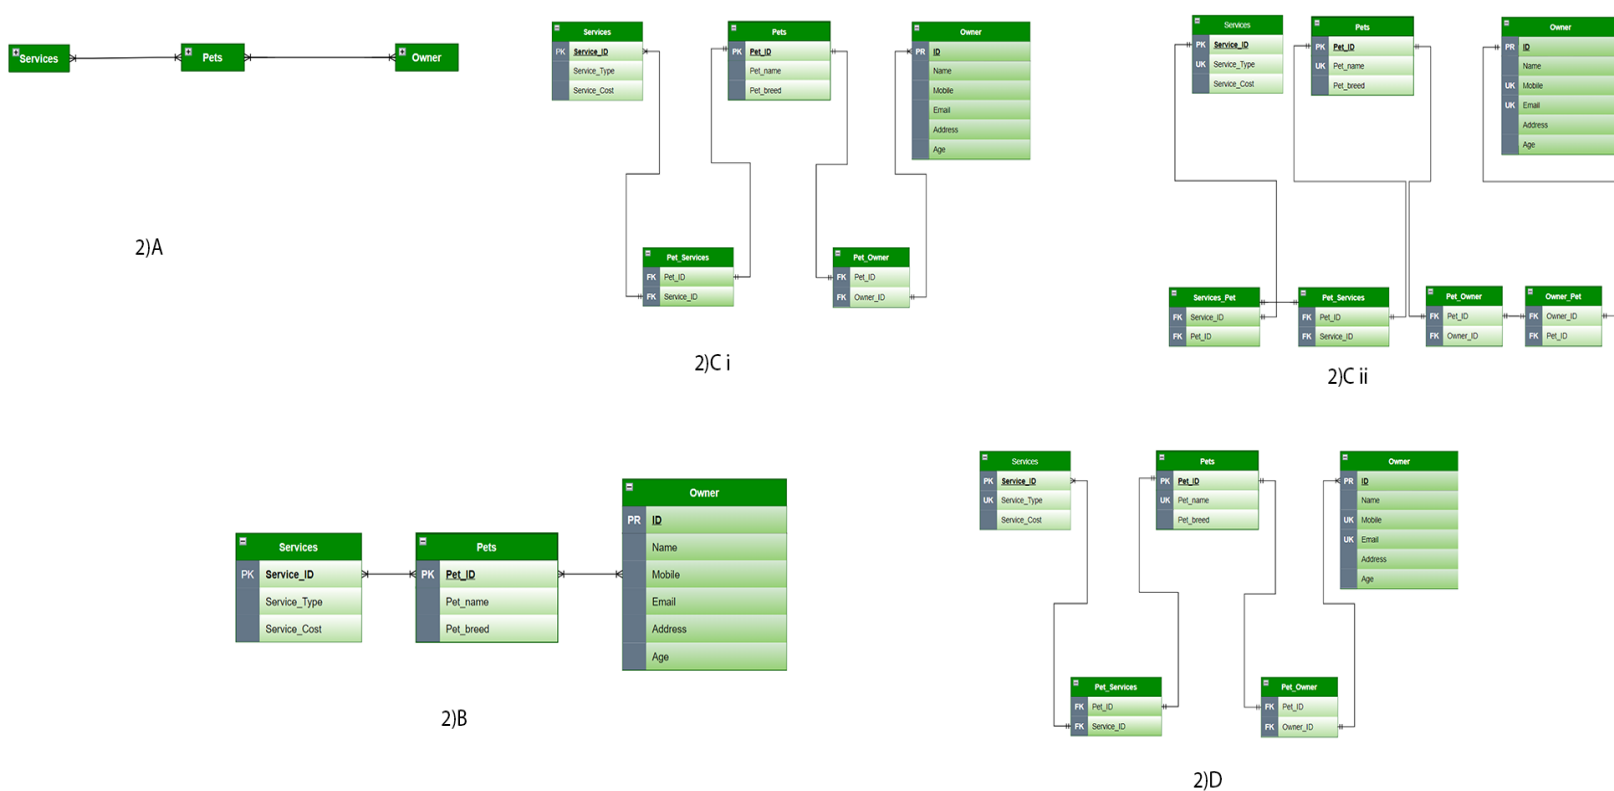 Services
Pets
Owner
2)A
Services
PK Service_ID
Service_Type
Service_Cost
Pets
PK Pet_ID
Pet_name
Pet_breed
Owner
PR ID
Name
Mobile
Email
Address
Age
Pet_Services
FK Pet_ID
FK Service_ID
Pet_Owner
FK Pet_ID
FK Owner_ID
2)C i
Services
PK Service_ID
UK Service_Type
Service_Cost
Pets
PK Pet_ID
UK Pet_name
Pet_breed
Owner
PR ID
Name
UK Mobile
UK Email
Address
Age
Services_Pet
FK Service_ID
FK Pet_ID
Pet_Services
FK Pet_ID
FK Service_ID
Pet_Owner
FK Pet_ID
FK Owner_ID
Owner_Pet
FK Owner_ID
FK Pet_ID
2)C ii
Services
PK Service_ID
Service_Type
Service_Cost
Pets
PK Pet_ID
Pet_name
Pet_breed
Owner
PR ID
Name
Mobile
Email
Address
Age
2)B
Services
PK Service_ID
UK Service_Type
Service_Cost
Pets
PK Pet_ID
UK Pet_name
Pet_breed
Owner
PR ID
Name
UK Mobile
UK Email
Address
Age
Pet_Services
FK Pet_ID
FK Service_ID
Pet_Owner
FK Pet_ID
FK Owner_ID
2)D